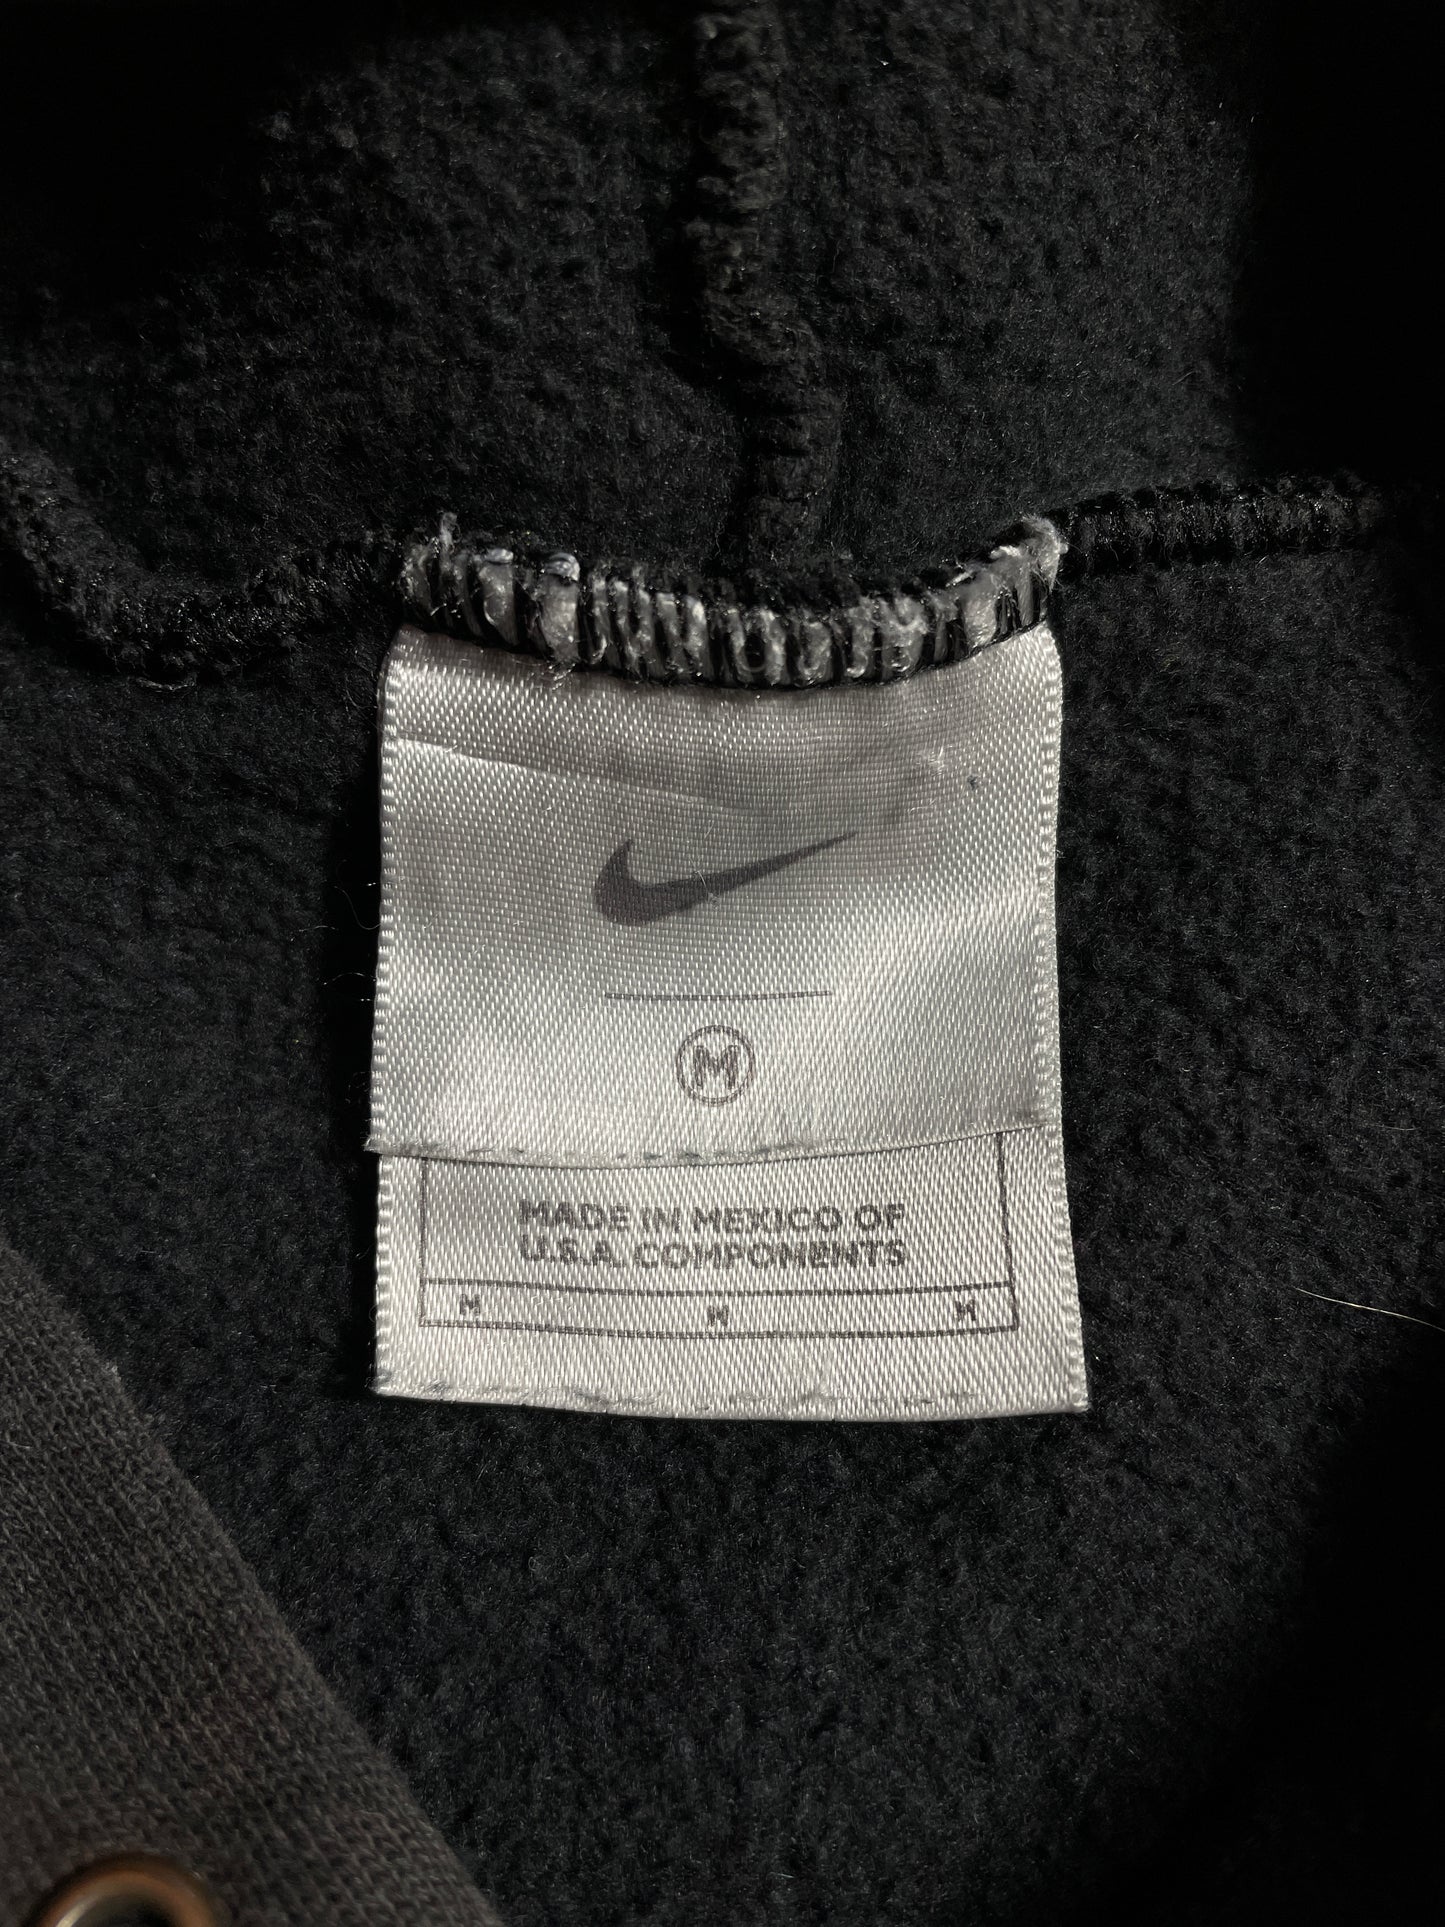 M
MADE IN MEXICO OF
U.S.A. COMPONENTS
M M M